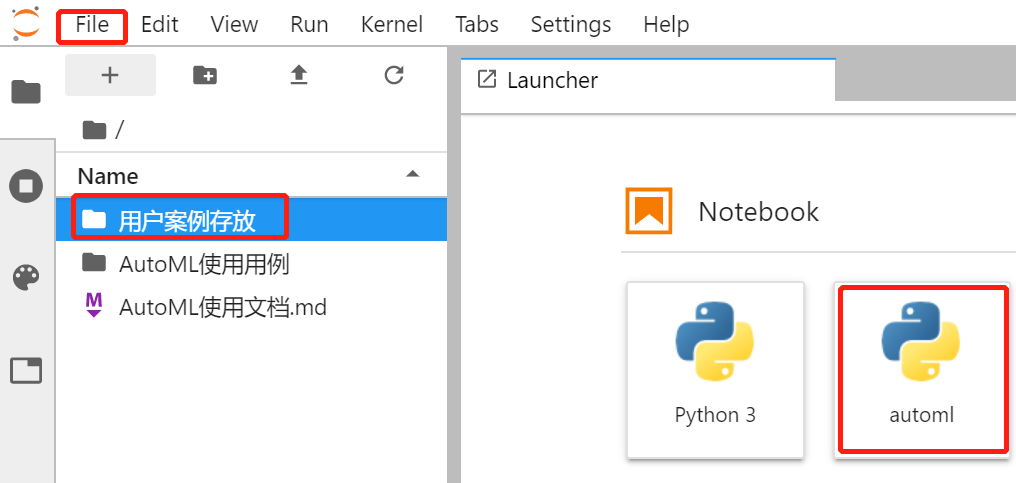 File Edit View Run Kernel Tabs Settings Help
Launcher
/
Name
用户案例存放
AutoML使用用例
AutoML使用文档.md
Notebook
Python 3
automl